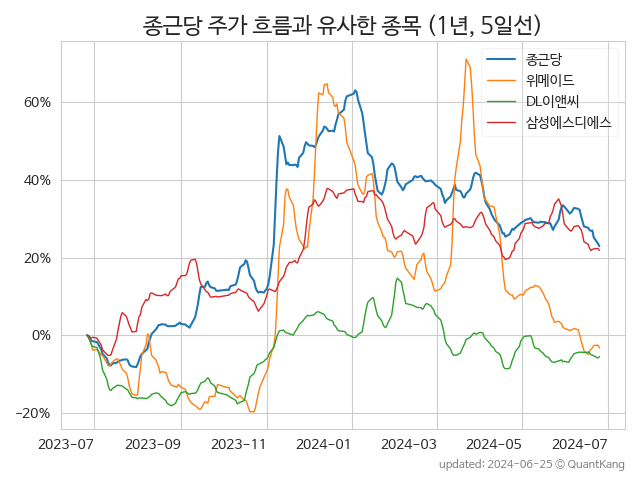 종근당 주가 흐름과 유사한 종목 (1년, 5일선)
종근당
위메이드
DL이앤씨
삼성에스디에스
60%
40%
20%
0%
−20%
2023-07
2023-09
2023-11
2024-01
2024-03
2024-05
2024-07
updated: 2024-06-25 © QuantKang